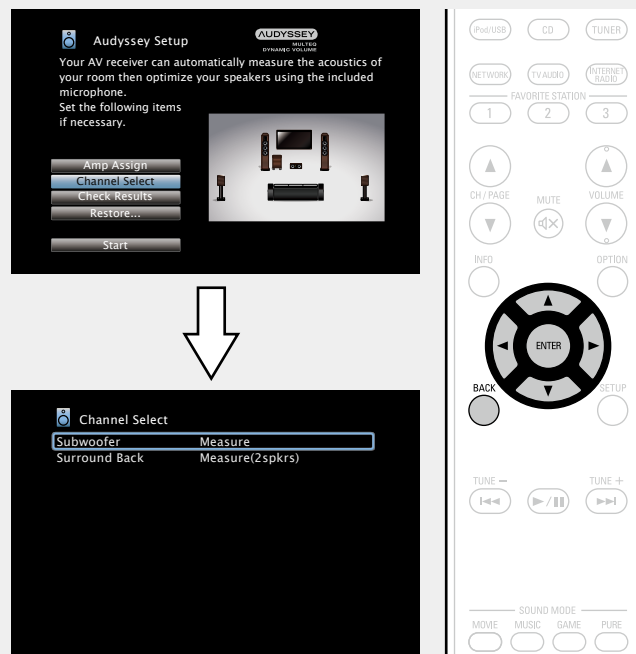 Audyssey Setup
AUDYSSEY
MULTEQ
DYNAMIC VOLUME
Your AV receiver can automatically measure the acoustics of
your room then optimize your speakers using the included
microphone.
Set the following items
if necessary.
Amp Assign
Channel Select
Check Results
Restore...
Start
Channel Select
Subwoofer Measure
Surround Back Measure(2spkrs)
iPod/USB CD TUNER
NETWORK TV AUDIO INTERNET RADIO
FAVORITE STATION
1 2 3
CH / PAGE MUTE VOLUME
INFO OPTION
ENTER
BACK SETUP
TUNE – TUNE +
SOUND MODE
MOVIE MUSIC GAME PURE